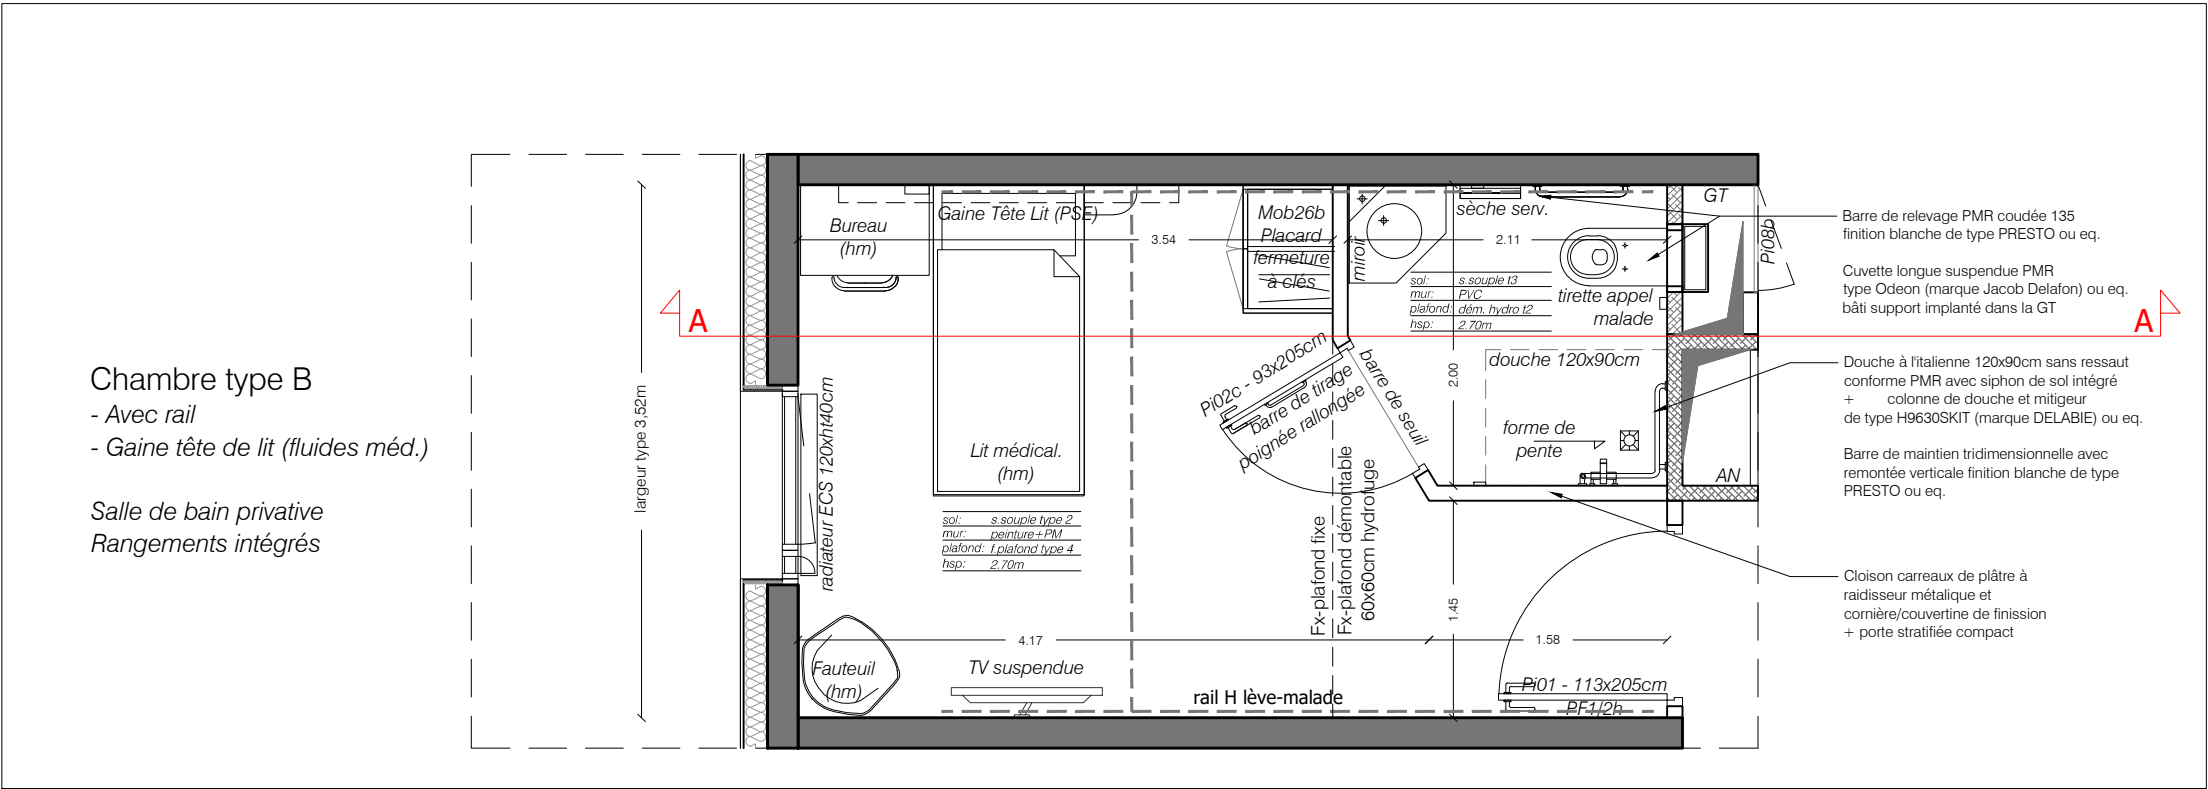 Chambre type B
- Avec rail
- Gaine tête de lit (fluides méd.)
Salle de bain privative
Rangements intégrés
largeur type 3,52m
A
Bureau
(hm)
Gaine Tête Lit (PSE)
3.54
Mob26b
Placard
fermeture
à clés
miroir
sèche serv.
2.11
sol: s.souple t3
mur: PVC
plafond: dém. hydro t2
hsp: 2.70m
tirette appel
malade
GT
Pi08b
A
radiateur ECS 120xht40cm
Lit médical.
(hm)
sol: s.souple type 2
mur: peinture+PM
plafond: f.plafond type 4
hsp: 2.70m
Pi02c - 93x205cm
barre de tirage
poignée rallongée
barre de seuil
2.00
douche 120x90cm
forme de
pente
AN
Fx-plafond fixe
Fx-plafond démontable
60x60cm hydrofuge
1.45
4.17
1.58
Fauteuil
(hm)
TV suspendue
rail H lève-malade
Pi01 - 113x205cm
PF1/2h
Barre de relevage PMR coudée 135
finition blanche de type PRESTO ou eq.
Cuvette longue suspendue PMR
type Odeon (marque Jacob Delafon) ou eq.
bâti support implanté dans la GT
Douche à l'italienne 120x90cm sans ressaut
conforme PMR avec siphon de sol intégré
+ colonne de douche et mitigeur
de type H9630SKIT (marque DELABIE) ou eq.
Barre de maintien tridimensionnelle avec
remontée verticale finition blanche de type
PRESTO ou eq.
Cloison carreaux de plâtre à
raidisseur métalique et
cornière/couvertine de finission
+ porte stratifiée compact